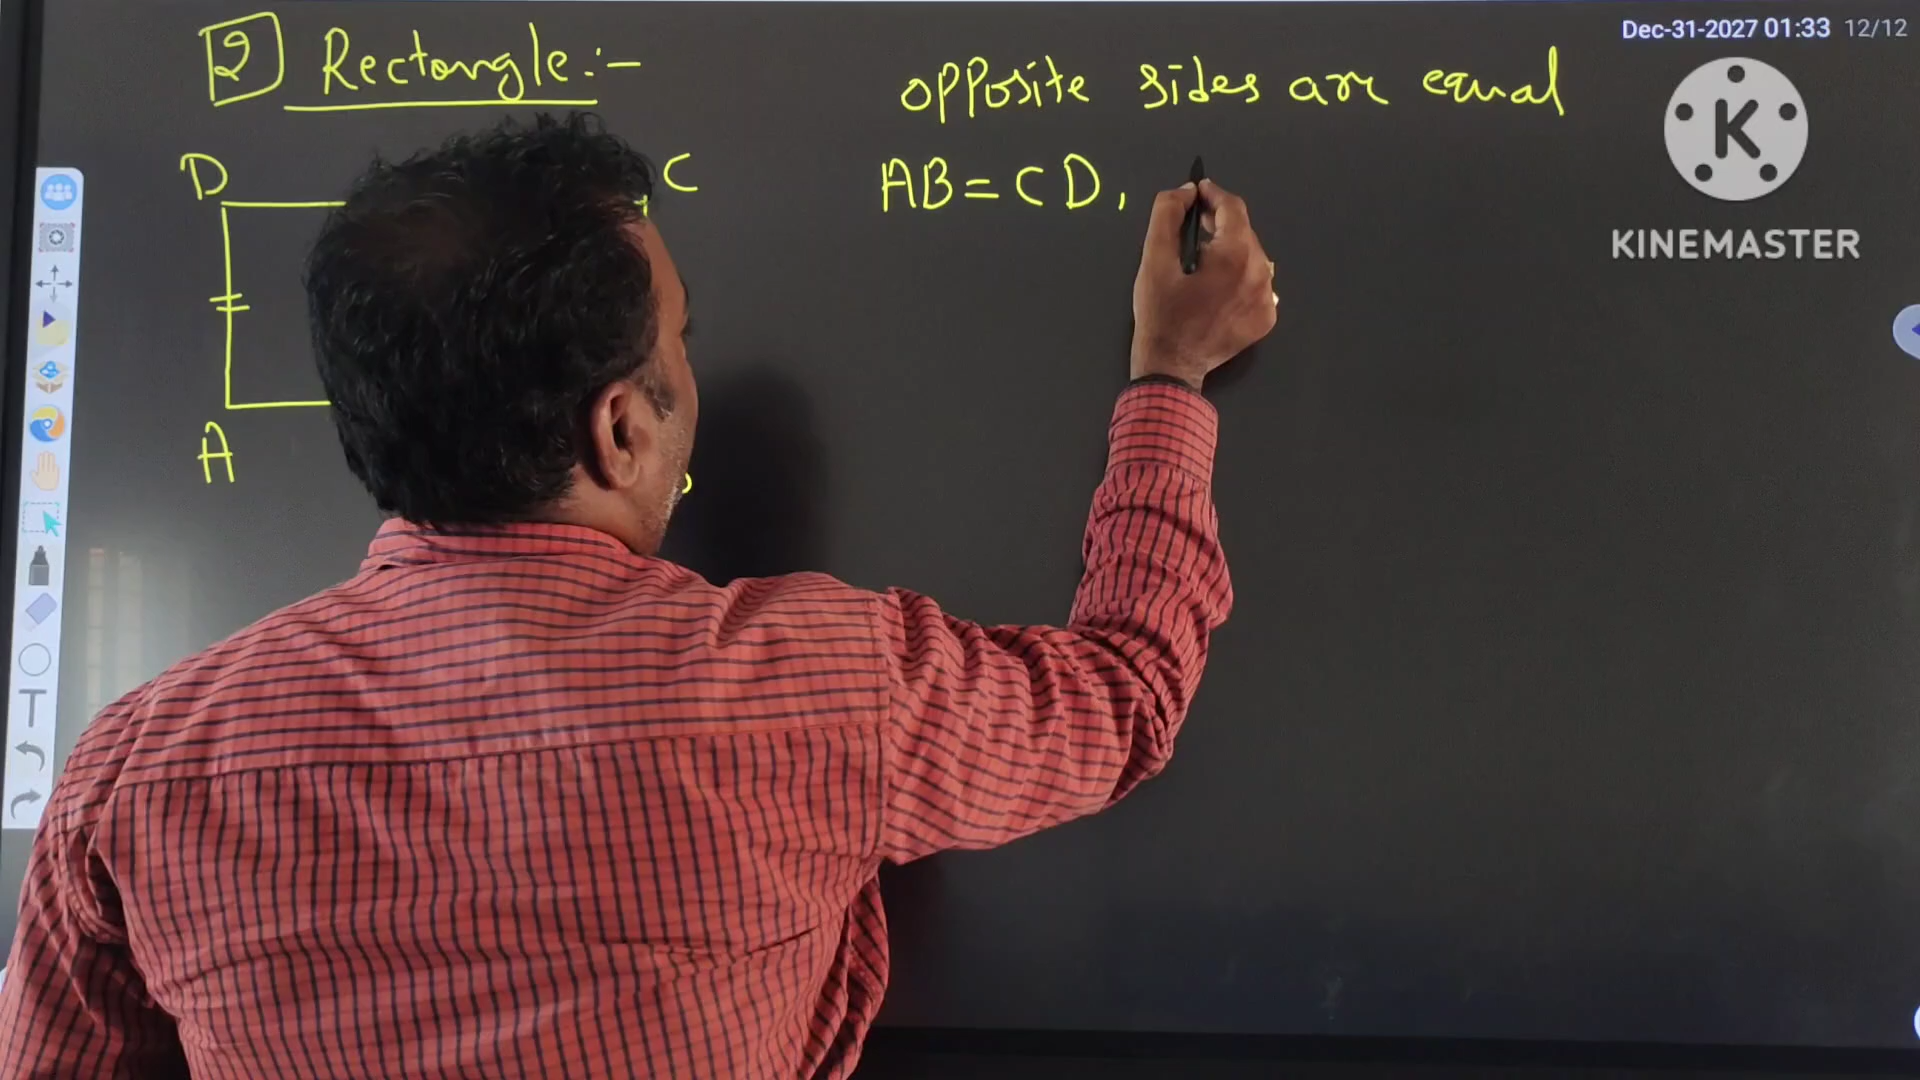 Dec-31-2027 01:33 12/12
2 Rectangle:-
opposite sides are equal
K
KINEMASTER
D C
AB = CD,
A
T